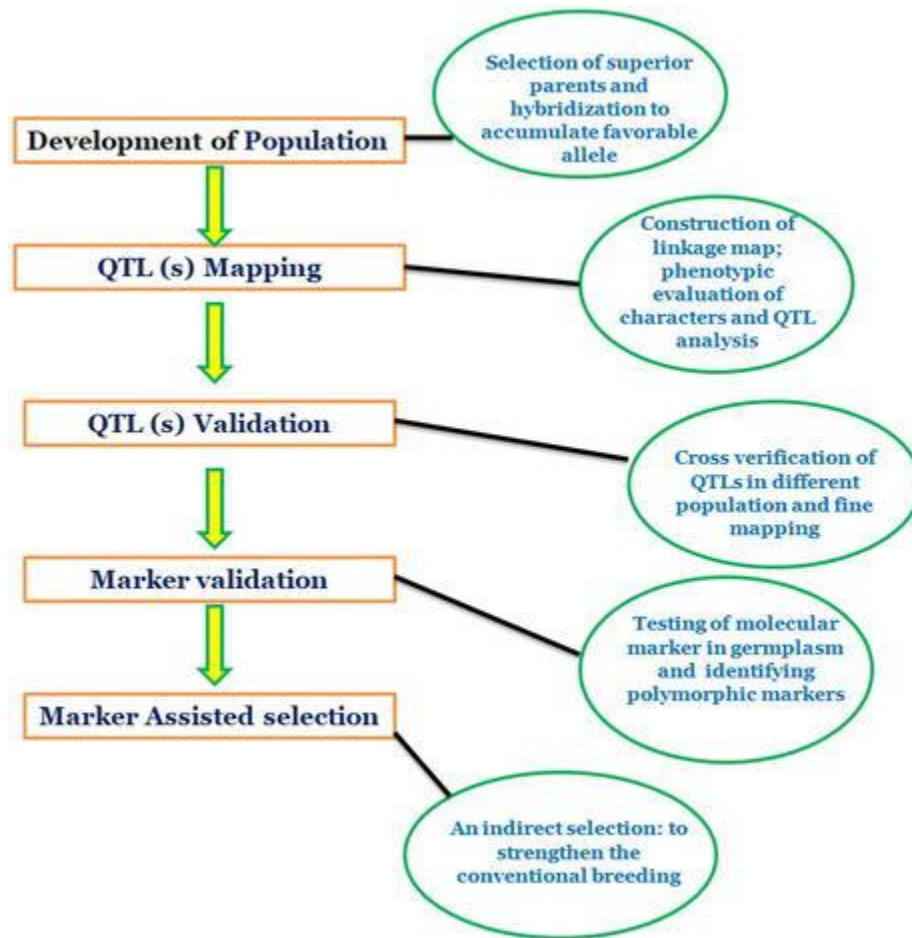 Selection of superior
parents and
hybridization to
accumulate favorable
allele
Development of Population
Construction of
linkage map;
phenotypic
evaluation of
characters and QTL
analysis
QTL (s) Mapping
QTL (s) Validation
Cross verification of
QTLs in different
population and fine
mapping
Marker validation
Testing of molecular
marker in germplasm
and identifying
polymorphic markers
Marker Assisted selection
An indirect selection: to
strengthen the
conventional breeding